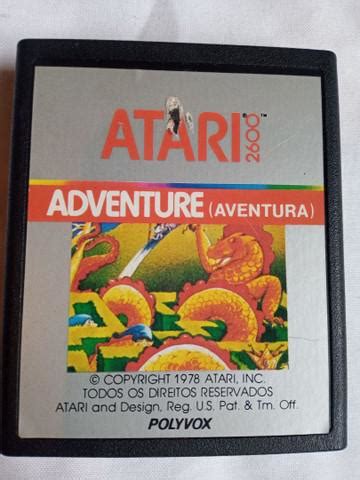 ATARI® 2600™
ADVENTURE (AVENTURA)
© COPYRIGHT 1978 ATARI, INC.
TODOS OS DIREITOS RESERVADOS
ATARI and Design, Reg. U.S. Pat. & Tm. Off.
POLYVOX